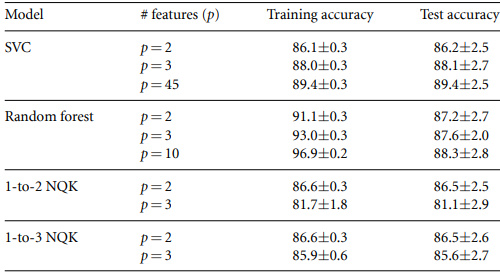 Model # features (p) Training accuracy Test accuracy
SVC p = 2 86.1±0.3 86.2±2.5
p = 3 88.0±0.3 88.1±2.7
p = 45 89.4±0.3 89.4±2.5
Random forest p = 2 91.1±0.3 87.2±2.7
p = 3 93.0±0.3 87.6±2.0
p = 10 96.9±0.2 88.3±2.8
1-to-2 NQK p = 2 86.6±0.3 86.5±2.5
p = 3 81.7±1.8 81.1±2.9
1-to-3 NQK p = 2 86.6±0.3 86.5±2.6
p = 3 85.9±0.6 85.6±2.7